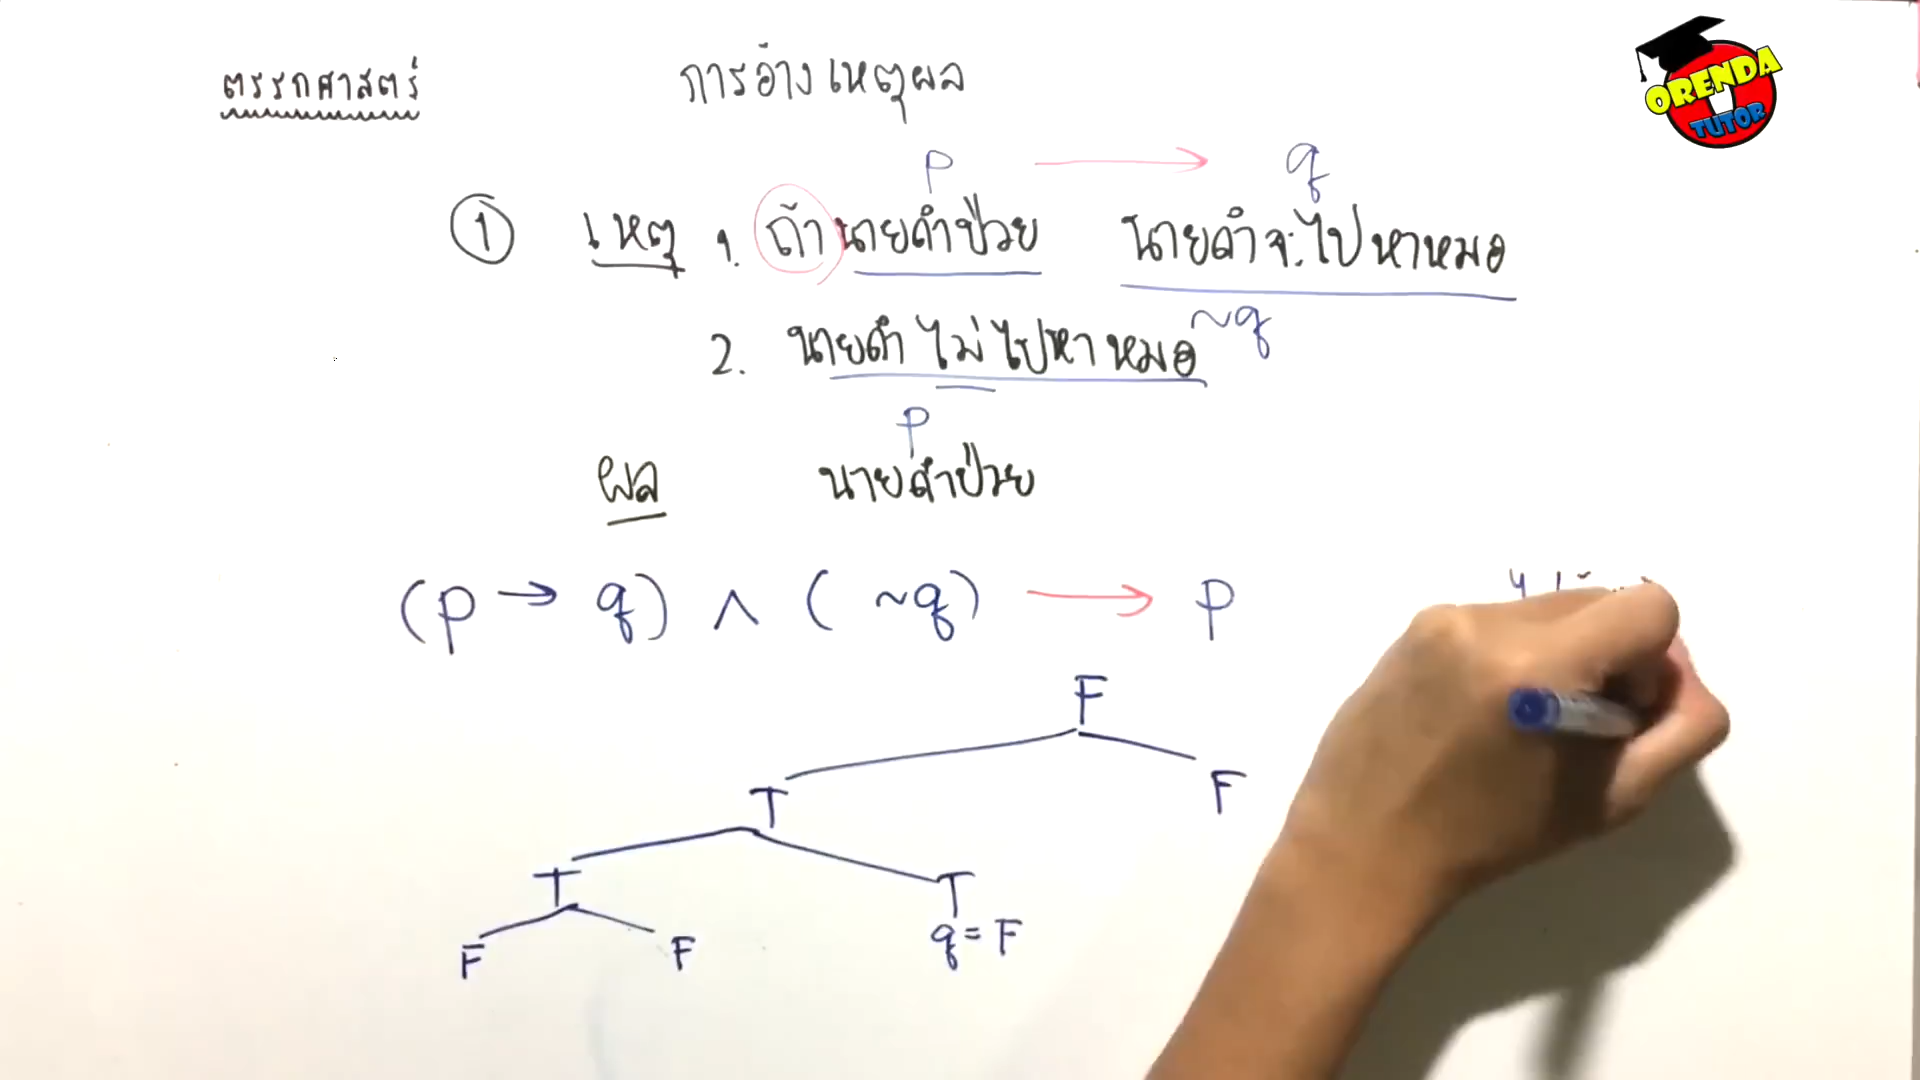 ตรรกศาสตร์
การอ้างเหตุผล
ORENDA
TUTOR
p → q
① เหตุ 1. ถ้านายดำป่วย นายดำจะไปหาหมอ
2. นายดำไม่ไปหาหมอ ~q
p
ผล นายดำป่วย
(p → q) ∧ (~q) → p
F
T F
T T
F F q = F